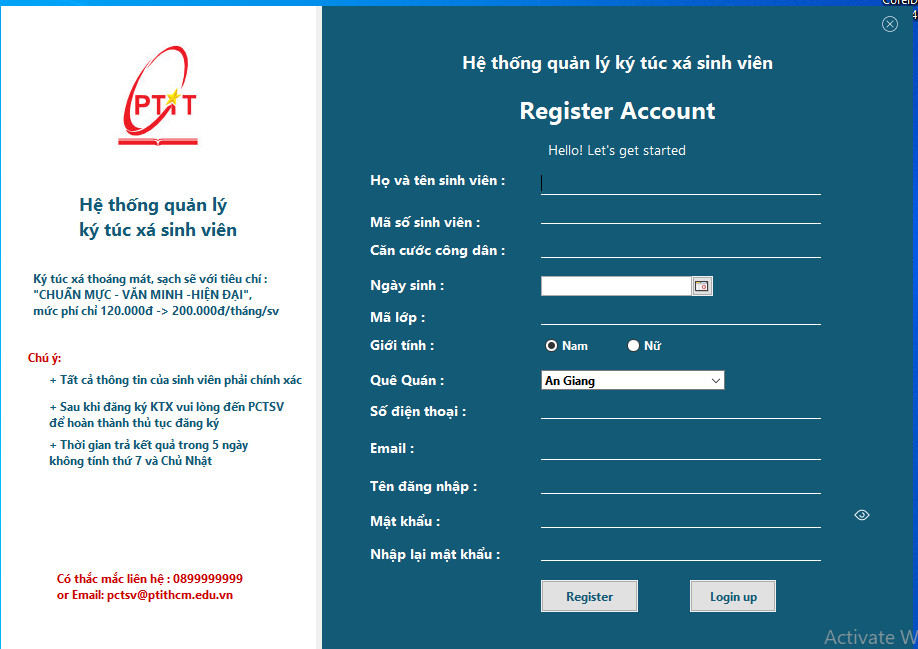 PTIT
Hệ thống quản lý
ký túc xá sinh viên
Ký túc xá thoáng mát, sạch sẽ với tiêu chí :
"CHUẨN MỰC - VĂN MINH -HIỆN ĐẠI",
mức phí chỉ 120.000đ -> 200.000đ/tháng/sv
Chú ý:
+ Tất cả thông tin của sinh viên phải chính xác
+ Sau khi đăng ký KTX vui lòng đến PCTSV
để hoàn thành thủ tục đăng ký
+ Thời gian trả kết quả trong 5 ngày
không tính thứ 7 và Chủ Nhật
Có thắc mắc liên hệ : 0899999999
or Email: pctsv@ptithcm.edu.vn
Hệ thống quản lý ký túc xá sinh viên
Register Account
Hello! Let's get started
Họ và tên sinh viên :
Mã số sinh viên :
Căn cước công dân :
Ngày sinh :
Mã lớp :
Giới tính :
Nam
Nữ
Quê Quán :
An Giang
Số điện thoại :
Email :
Tên đăng nhập :
Mật khẩu :
Nhập lại mật khẩu :
Register
Login up
Activate W